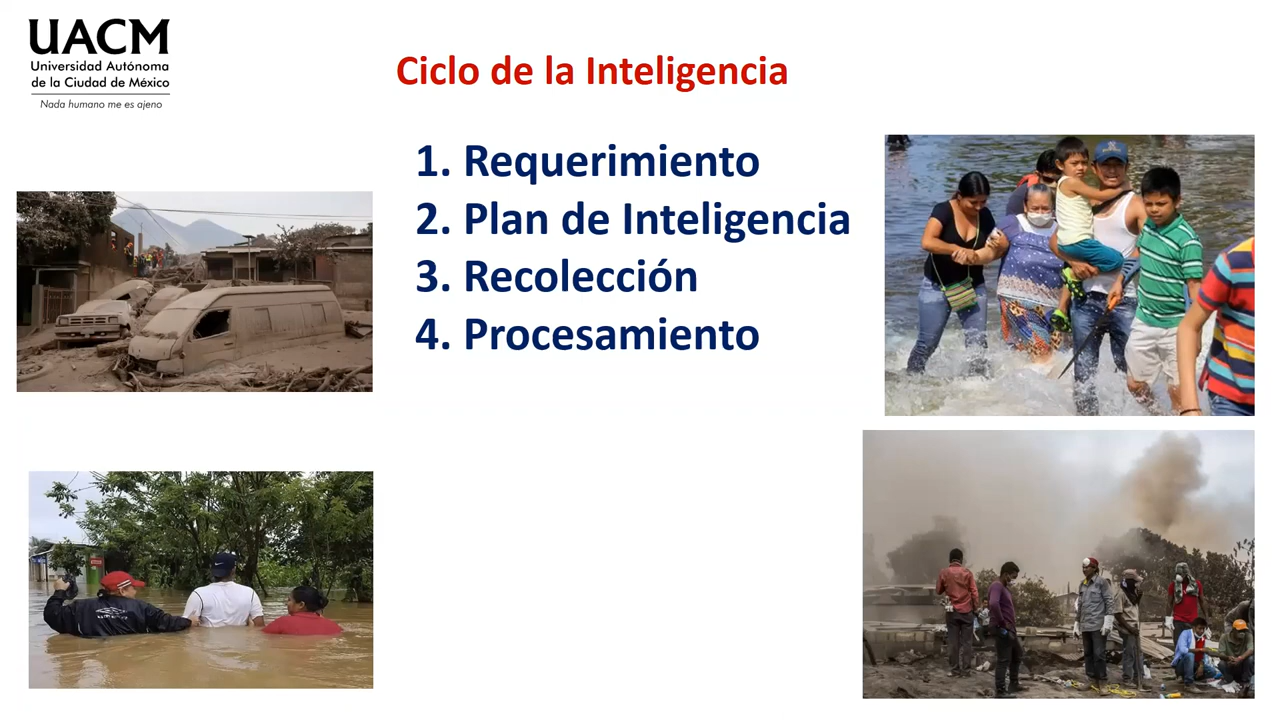 UACM
Universidad Autónoma
de la Ciudad de México
Nada humano me es ajeno
Ciclo de la Inteligencia
1. Requerimiento
2. Plan de Inteligencia
3. Recolección
4. Procesamiento